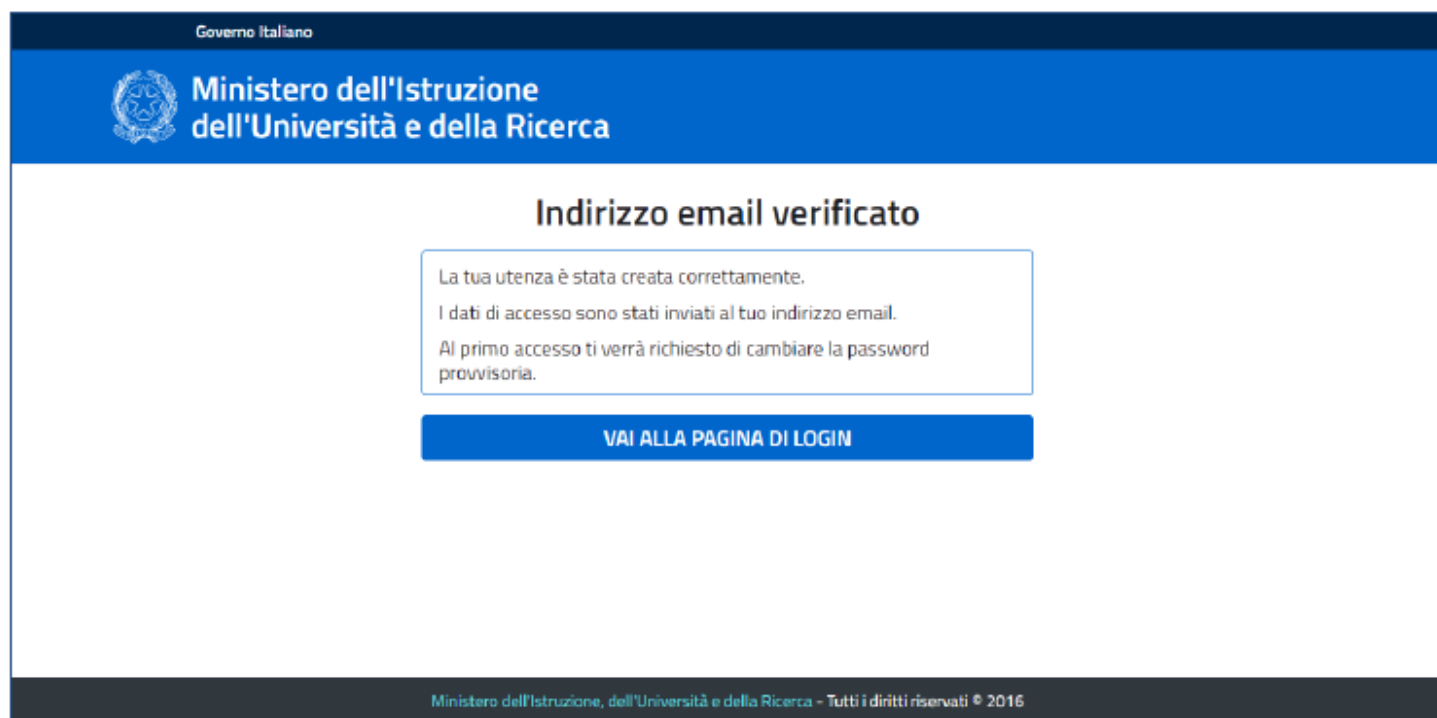 Governo Italiano
Ministero dell'Istruzione
dell'Università e della Ricerca
Indirizzo email verificato
La tua utenza è stata creata correttamente.
I dati di accesso sono stati inviati al tuo indirizzo email.
Al primo accesso ti verrà richiesto di cambiare la password
provvisoria.
VAI ALLA PAGINA DI LOGIN
Ministero dell'Istruzione, dell'Università e della Ricerca - Tutti i diritti riservati © 2016